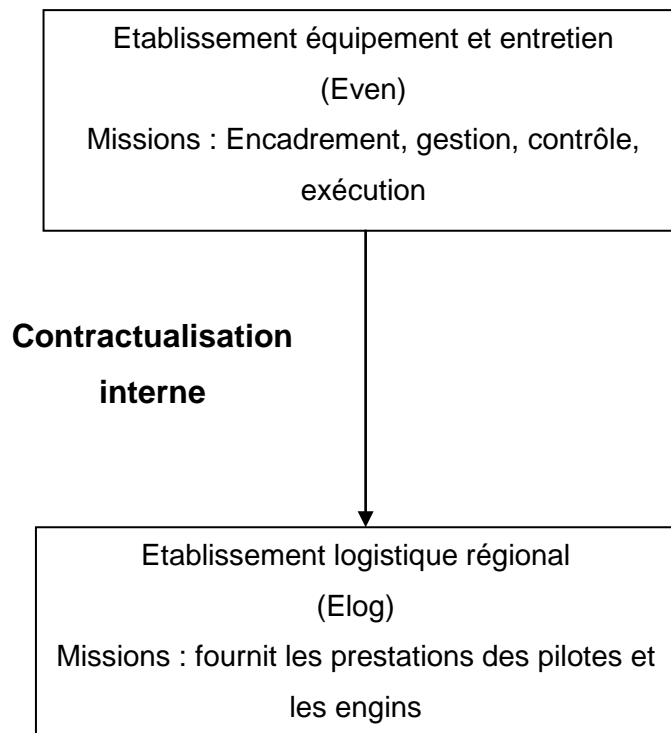 Etablissement équipement et entretien
(Even)
Missions : Encadrement, gestion, contrôle,
exécution
Contractualisation
interne
Etablissement logistique régional
(Elog)
Missions : fournit les prestations des pilotes et
les engins